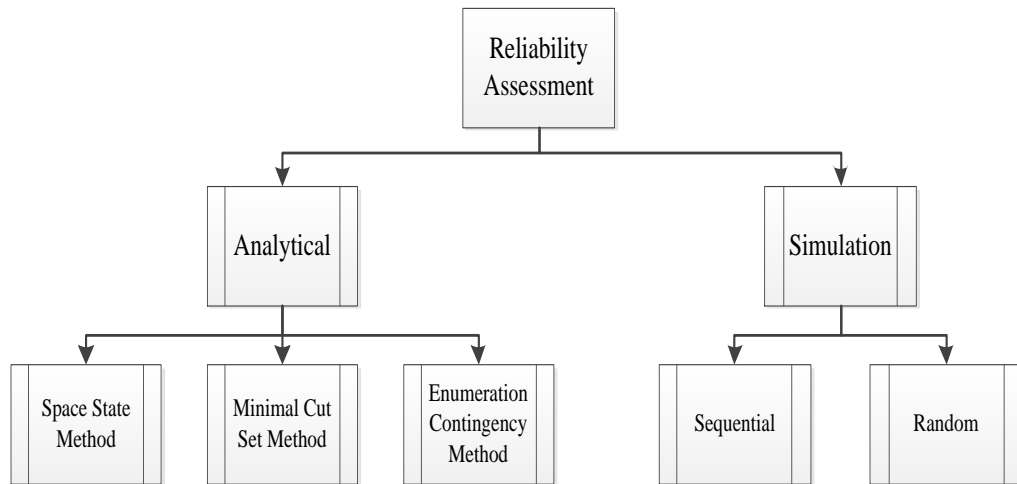 Reliability
Assessment
Analytical
Simulation
Space State
Method
Minimal Cut
Set Method
Enumeration
Contingency
Method
Sequential
Random